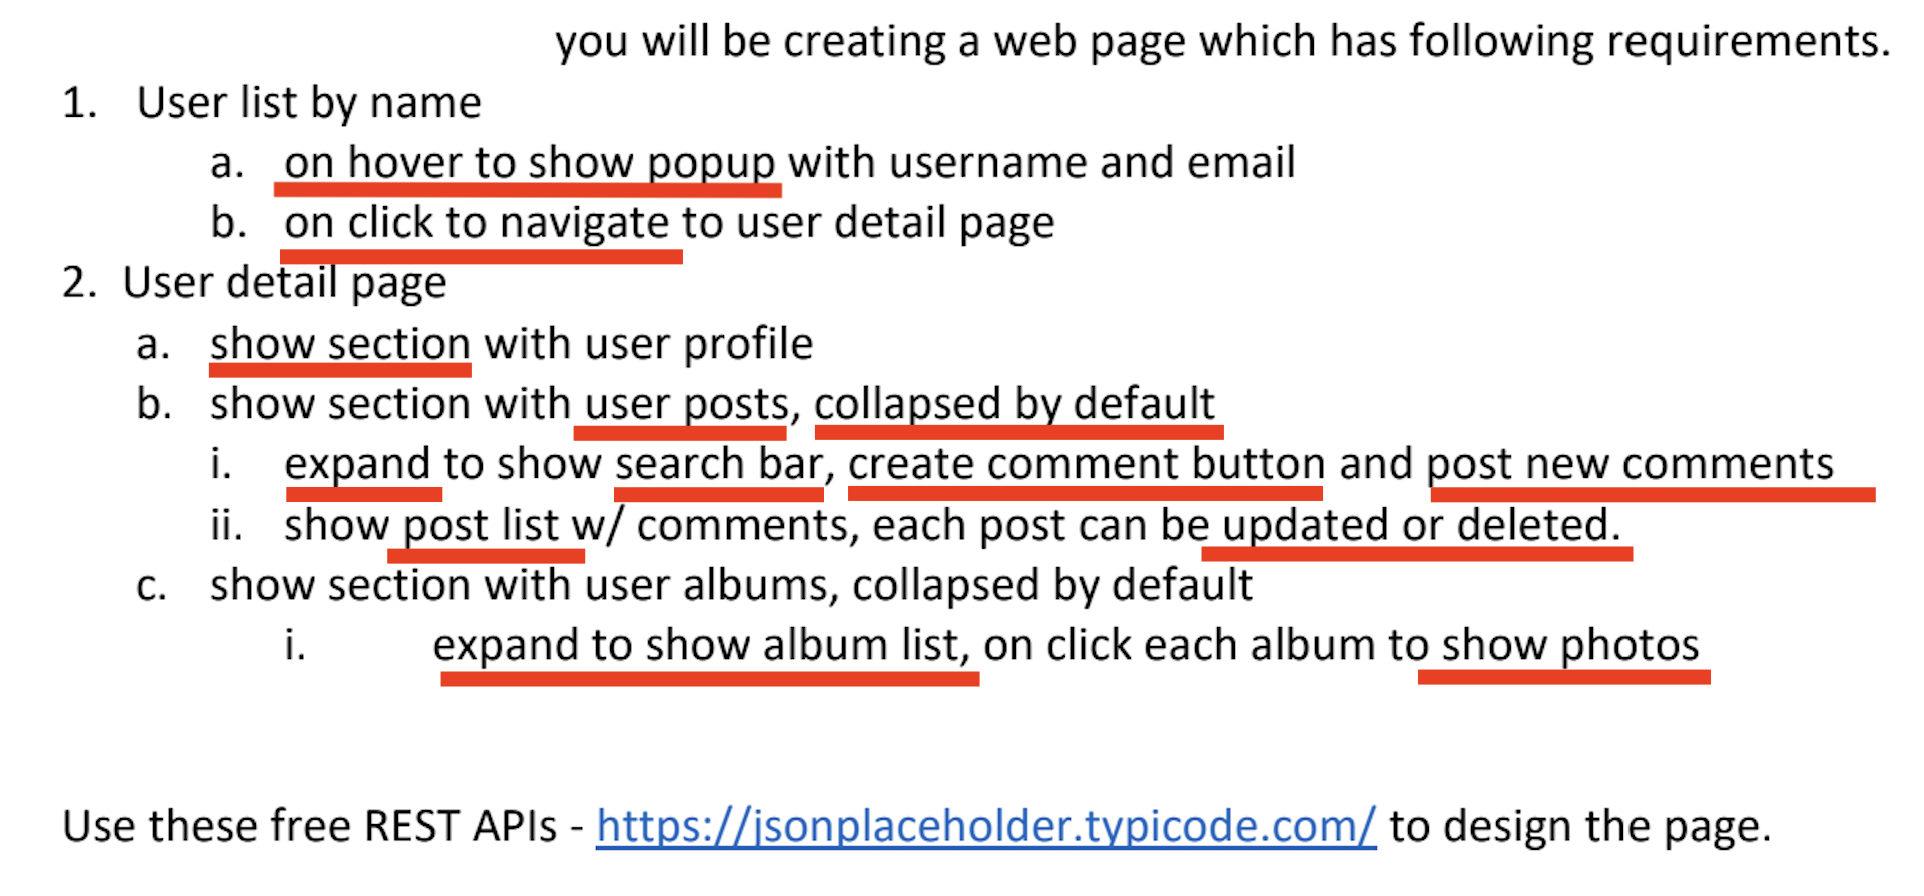 you will be creating a web page which has following requirements.
1. User list by name
a. on hover to show popup with username and email
b. on click to navigate to user detail page
2. User detail page
a. show section with user profile
b. show section with user posts, collapsed by default
i. expand to show search bar, create comment button and post new comments
ii. show post list w/ comments, each post can be updated or deleted.
c. show section with user albums, collapsed by default
i. expand to show album list, on click each album to show photos
Use these free REST APIs - https://jsonplaceholder.typicode.com/ to design the page.